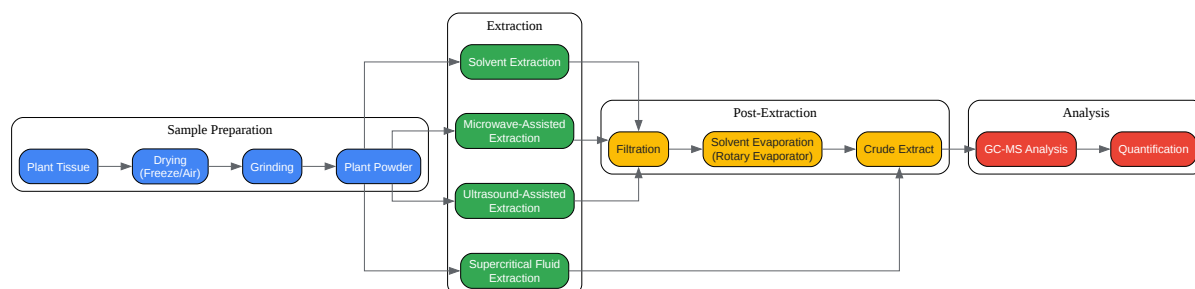 Sample Preparation
Plant Tissue
Drying
(Freeze/Air)
Grinding
Plant Powder
Extraction
Solvent Extraction
Microwave-Assisted
Extraction
Ultrasound-Assisted
Extraction
Supercritical Fluid
Extraction
Post-Extraction
Filtration
Solvent Evaporation
(Rotary Evaporator)
Crude Extract
Analysis
GC-MS Analysis
Quantification